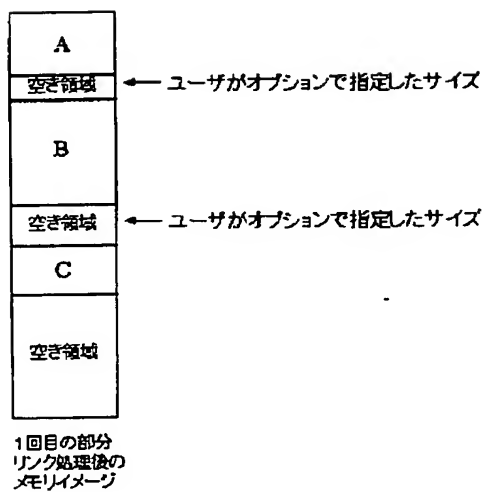 A
空き領域
ユーザがオプションで指定したサイズ
B
空き領域
ユーザがオプションで指定したサイズ
C
空き領域
1回目の部分
リンク処理後の
メモリイメージ